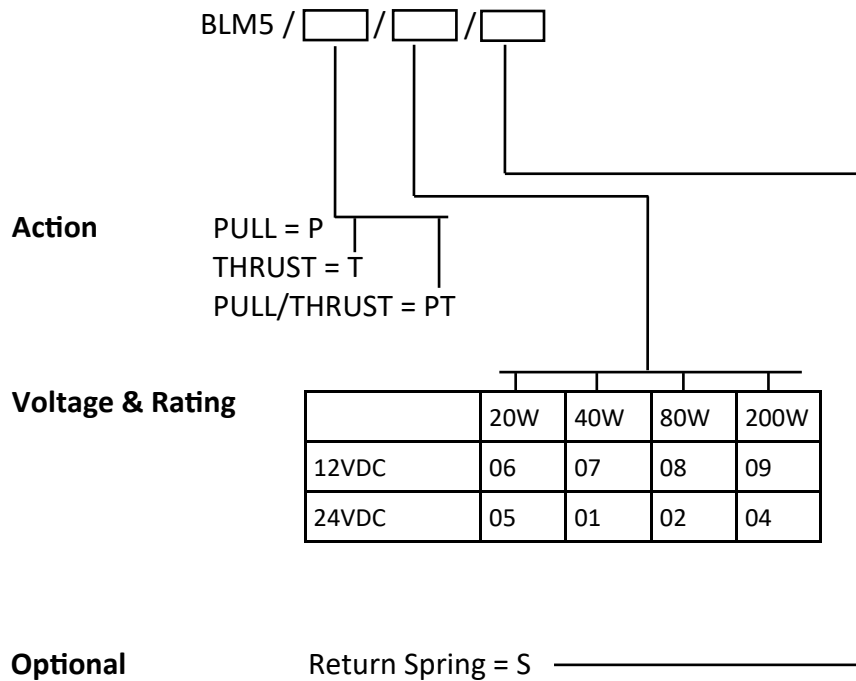 BLM5 / / /
Action
PULL = P
THRUST = T
PULL/THRUST = PT
Voltage & Rating
20W 40W 80W 200W
12VDC 06 07 08 09
24VDC 05 01 02 04
Optional Return Spring = S